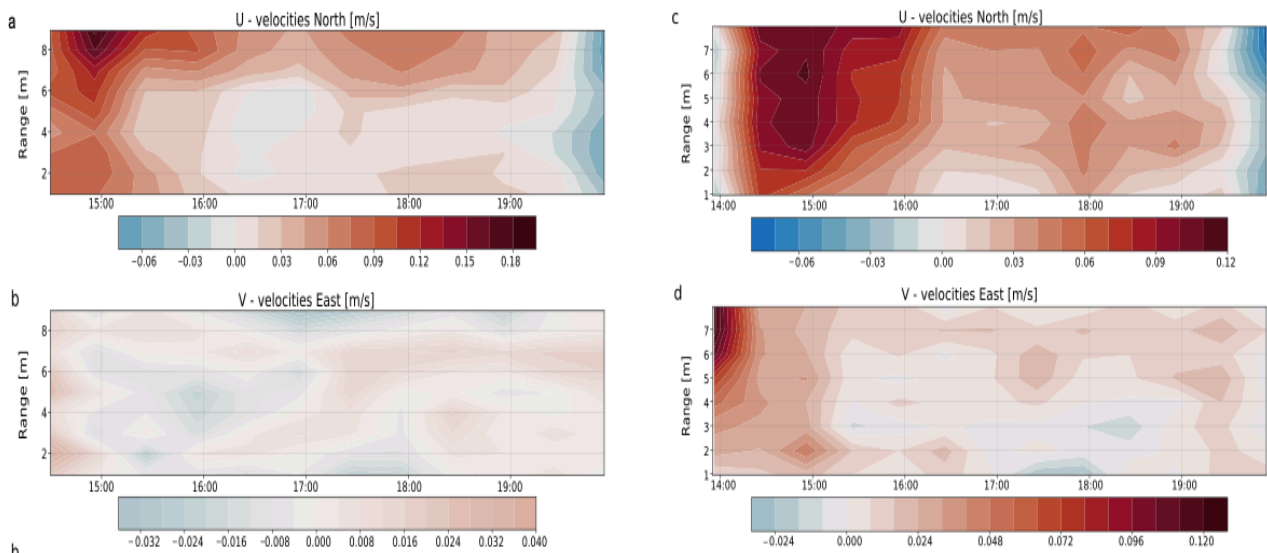 a
U - velocities North [m/s]
Range [m]
8
6
4
2
15:00 16:00 17:00 18:00 19:00
−0.06 −0.03 0.00 0.03 0.06 0.09 0.12 0.15 0.18
b
V - velocities East [m/s]
Range [m]
8
6
4
2
15:00 16:00 17:00 18:00 19:00
−0.032 −0.024 −0.016 −0.008 0.000 0.008 0.016 0.024 0.032 0.040
b
c
U - velocities North [m/s]
Range [m]
7
6
5
4
3
2
1
14:00 15:00 16:00 17:00 18:00 19:00
−0.06 −0.03 0.00 0.03 0.06 0.09 0.12
d
V - velocities East [m/s]
Range [m]
7
6
5
4
3
2
1
14:00 15:00 16:00 17:00 18:00 19:00
−0.024 0.000 0.024 0.048 0.072 0.096 0.120